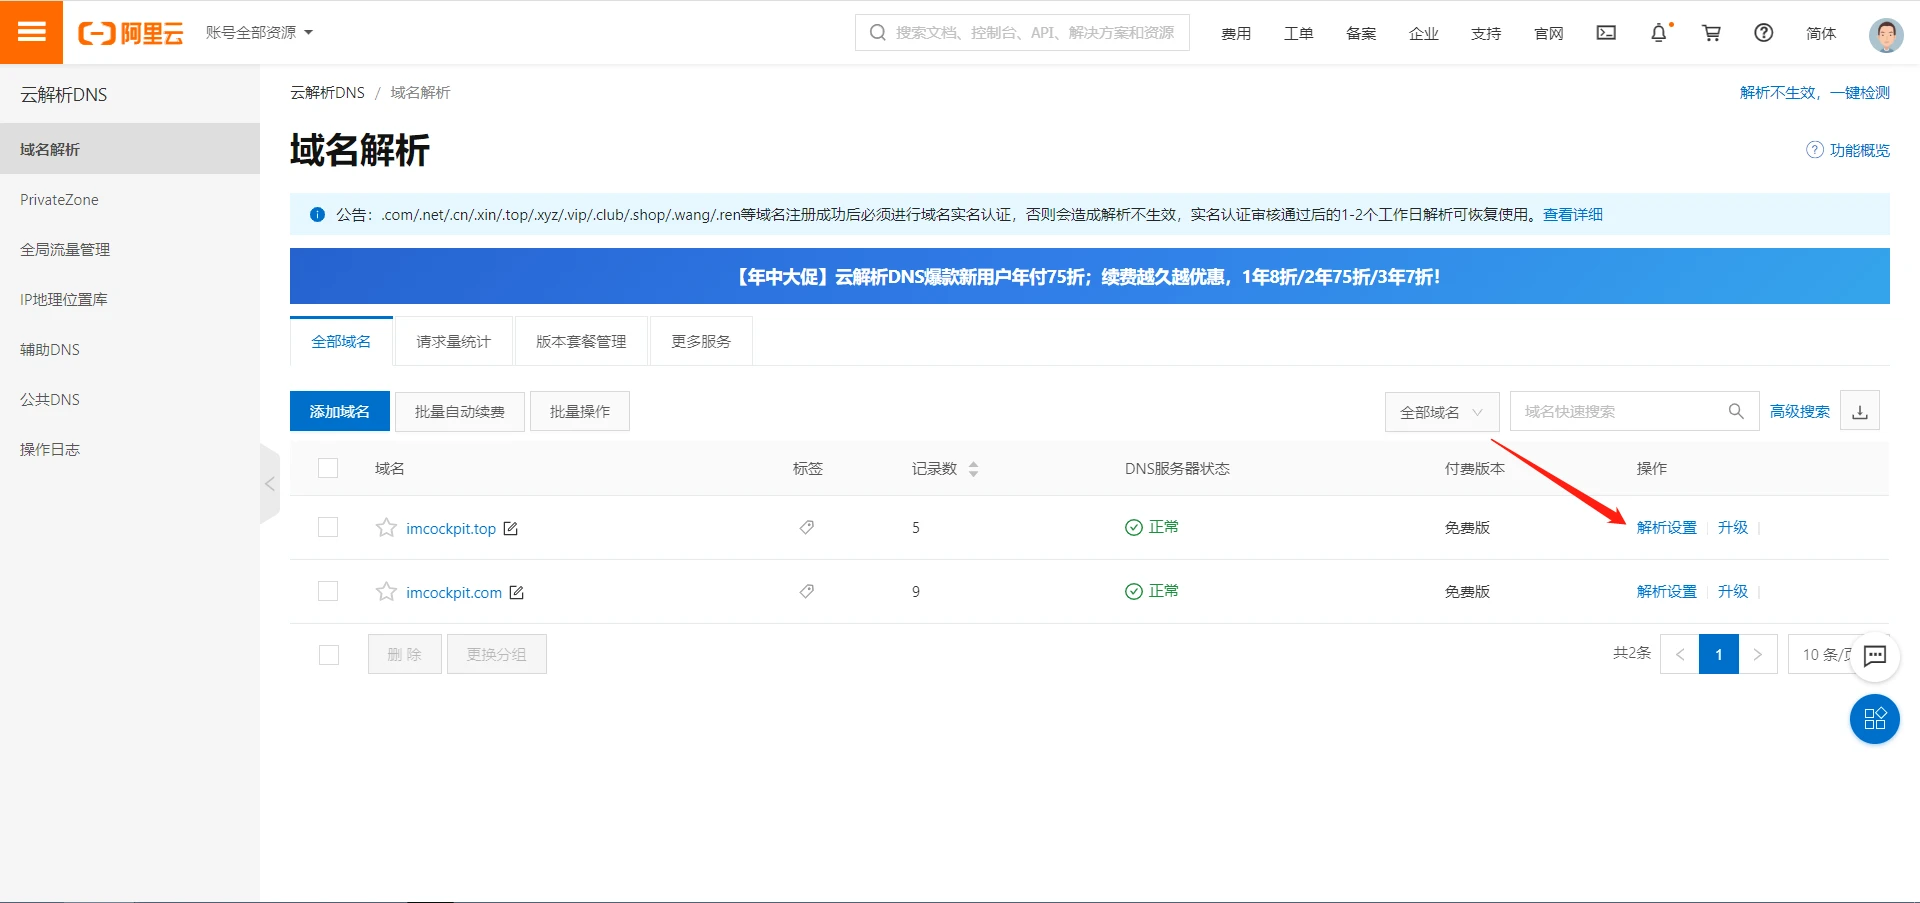 阿里云 账号全部资源 搜索文档、控制台、API、解决方案和资源 费用 工单 备案 企业 支持 官网 简体
云解析DNS
域名解析
PrivateZone
全局流量管理
IP地理位置库
辅助DNS
公共DNS
操作日志
云解析DNS / 域名解析 解析不生效，一键检测
域名解析 功能概览
公告：.com/.net/.cn/.xin/.top/.xyz/.vip/.club/.shop/.wang/.ren等域名注册成功后必须进行域名实名认证，否则会造成解析不生效，实名认证审核通过后的1-2个工作日解析可恢复使用。查看详细
【年中大促】云解析DNS爆款新用户年付75折；续费越久越优惠，1年8折/2年75折/3年7折！
全部域名 请求量统计 版本套餐管理 更多服务
添加域名 批量自动续费 批量操作 全部域名 域名快速搜索 高级搜索
域名 标签 记录数 DNS服务器状态 付费版本 操作
imcockpit.top 5 正常 免费版 解析设置 升级
imcockpit.com 9 正常 免费版 解析设置 升级
删 除 更换分组 共2条 < 1 > 10 条/